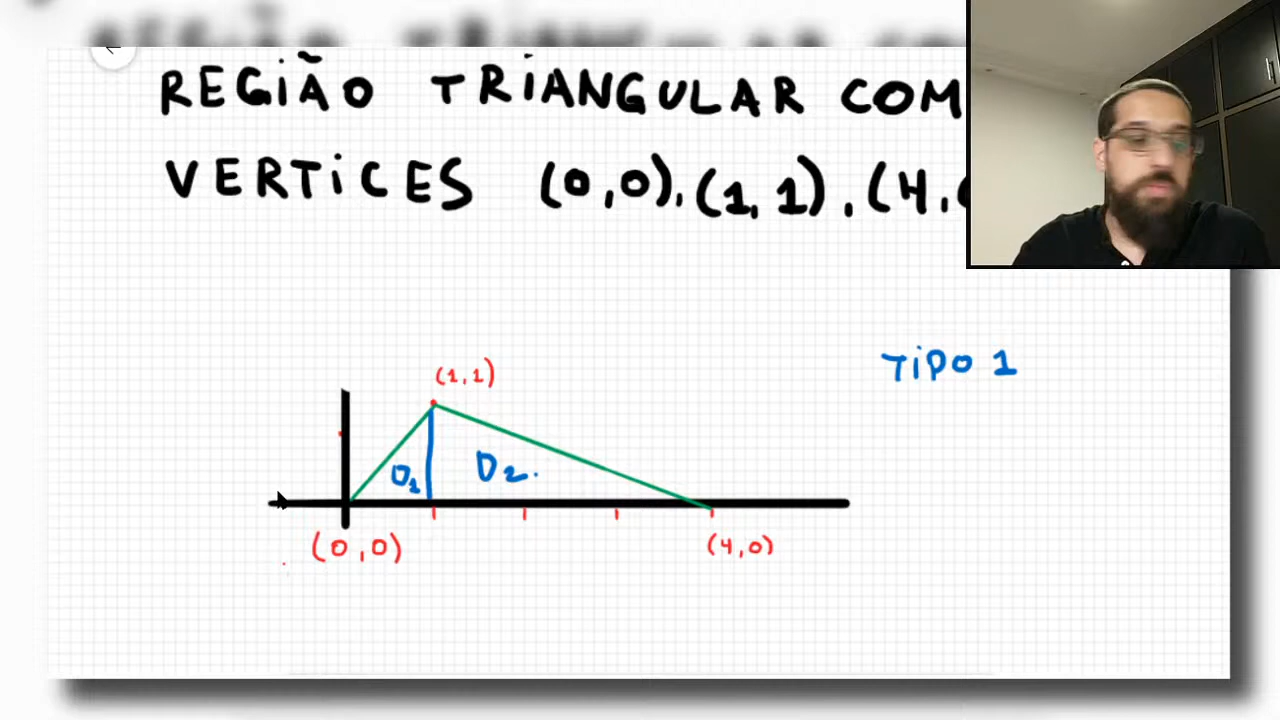 REGIÃO TRIANGULAR COM
VERTICES (0,0), (1,1), (4,
TIPO 1
(1,1)
D1
D2.
(0,0)
(4,0)